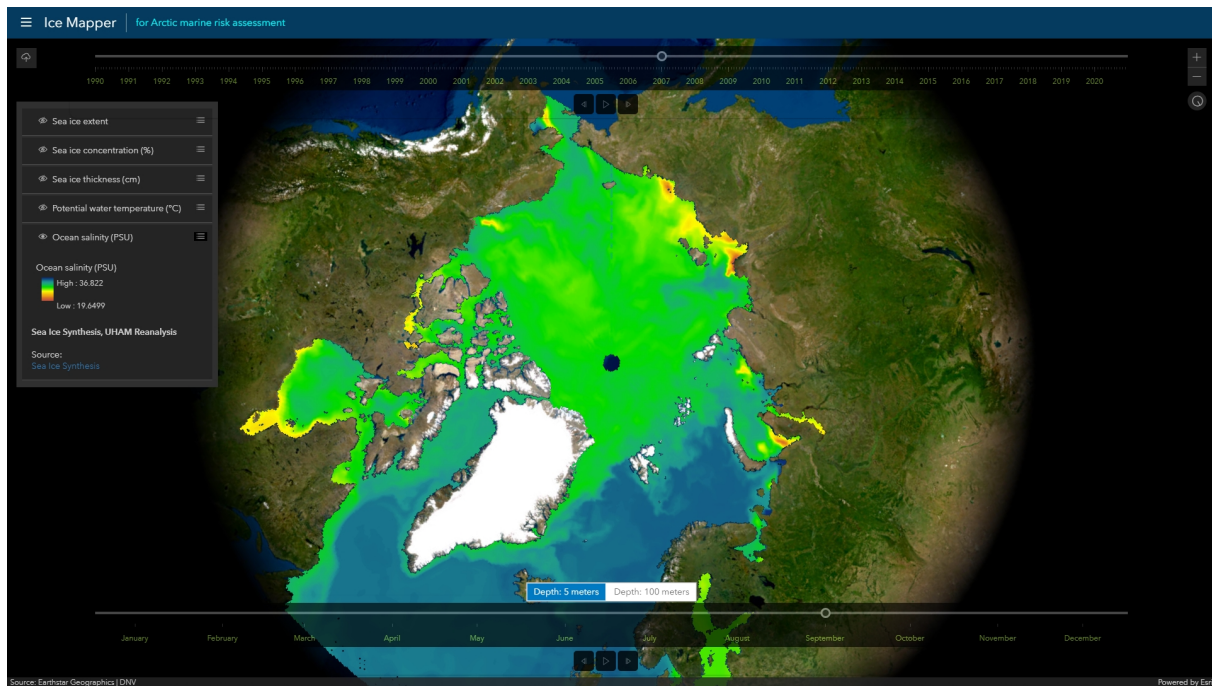 Ice Mapper
for Arctic marine risk assessment
1990 1991 1992 1993 1994 1995 1996 1997 1998 1999 2000 2001 2002 2003 2004 2005 2006 2007 2008 2009 2010 2011 2012 2013 2014 2015 2016 2017 2018 2019 2020
Sea ice extent
Sea ice concentration (%)
Sea ice thickness (cm)
Potential water temperature (°C)
Ocean salinity (PSU)
Ocean salinity (PSU)
High : 36.822
Low : 19.6499
Sea Ice Synthesis, UHAM Reanalysis
Source:
Sea Ice Synthesis
Depth: 5 meters Depth: 100 meters
January February March April May June July August September October November December
Source: Earthstar Geographics | DNV
Powered by Esri